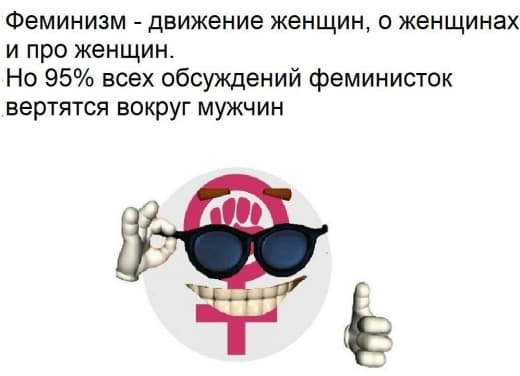 Феминизм - движение женщин, о женщинах
и про женщин.
Но 95% всех обсуждений феминисток
вертятся вокруг мужчин